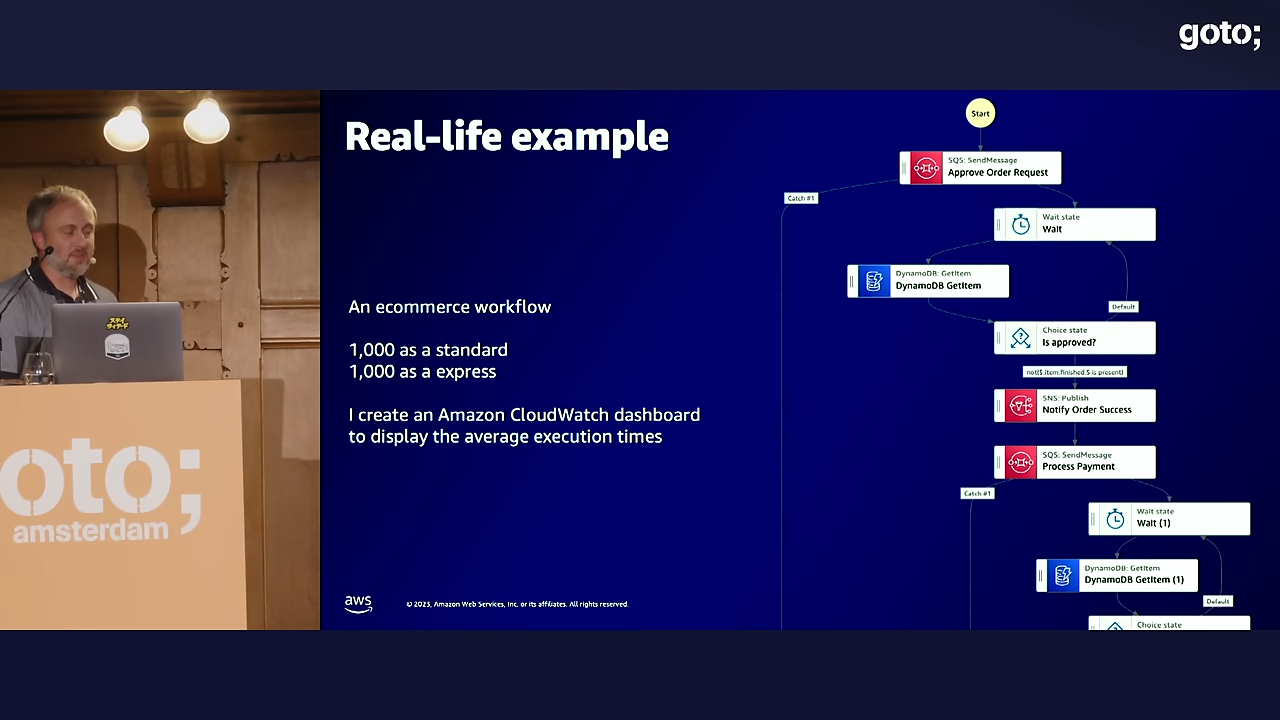 goto;
Real-life example
An ecommerce workflow
1,000 as a standard
1,000 as a express
I create an Amazon CloudWatch dashboard
to display the average execution times
aws
© 2023, Amazon Web Services, Inc. or its affiliates. All rights reserved.
Start
SQS: SendMessage
Approve Order Request
Catch #1
Wait state
Wait
DynamoDB: GetItem
DynamoDB GetItem
Default
Choice state
Is approved?
not($.item.finished.S is present)
SNS: Publish
Notify Order Success
SQS: SendMessage
Process Payment
Catch #1
Wait state
Wait (1)
DynamoDB: GetItem
DynamoDB GetItem (1)
Default
Choice state
oto;
amsterdam